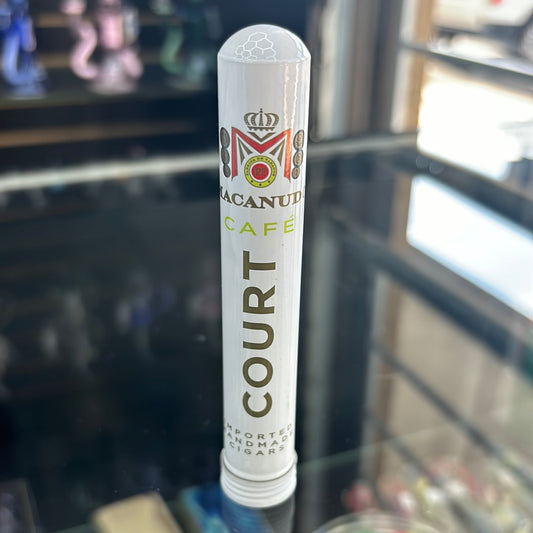 MACANUDO
CAFÉ
COURT
IMPORTED
HANDMADE
CIGARS